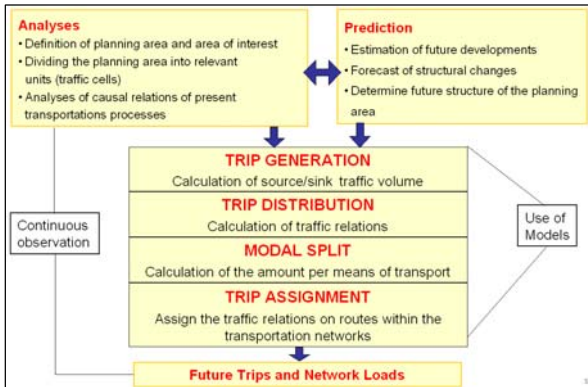 Analyses
• Definition of planning area and area of interest
• Dividing the planning area into relevant
units (traffic cells)
• Analyses of causal relations of present
transportations processes
Prediction
• Estimation of future developments
• Forecast of structural changes
• Determine future structure of the planning
area
TRIP GENERATION
Calculation of source/sink traffic volume
TRIP DISTRIBUTION
Calculation of traffic relations
MODAL SPLIT
Calculation of the amount per means of transport
TRIP ASSIGNMENT
Assign the traffic relations on routes within the
transportation networks
Continuous
observation
Use of
Models
Future Trips and Network Loads